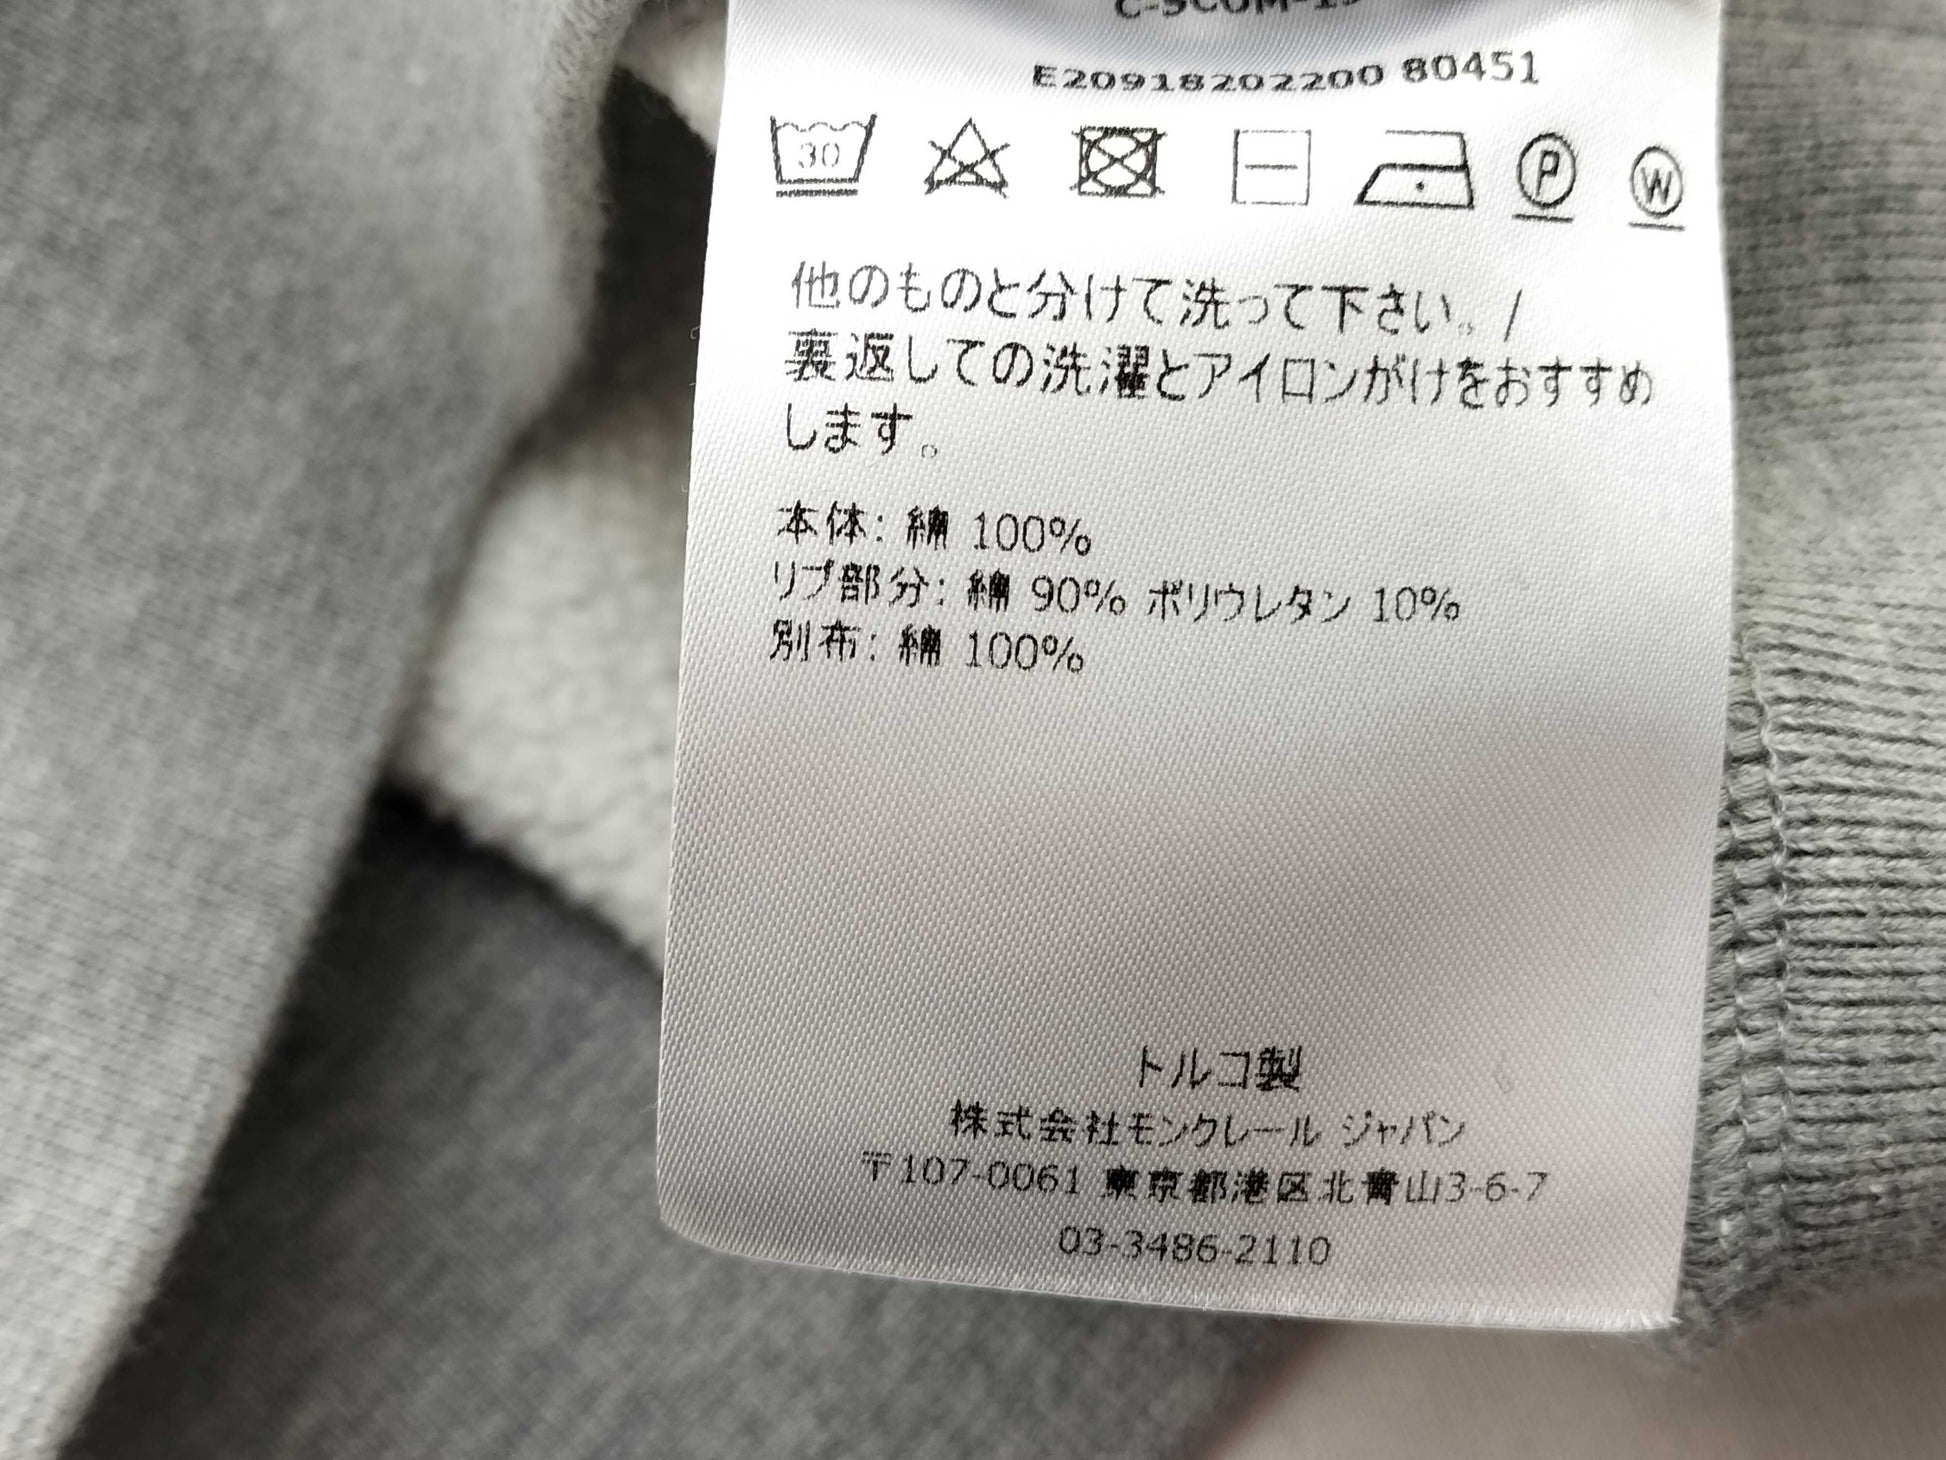 E20918202200 80451
30
P
W
他のものと分けて洗って下さい。/
裏返しての洗濯とアイロンがけをおすすめ
します。
本体: 綿 100%
リブ部分: 綿 90% ポリウレタン 10%
別布: 綿 100%
トルコ製
株式会社モンクレール ジャパン
〒107-0061 東京都港区北青山3-6-7
03-3486-2110